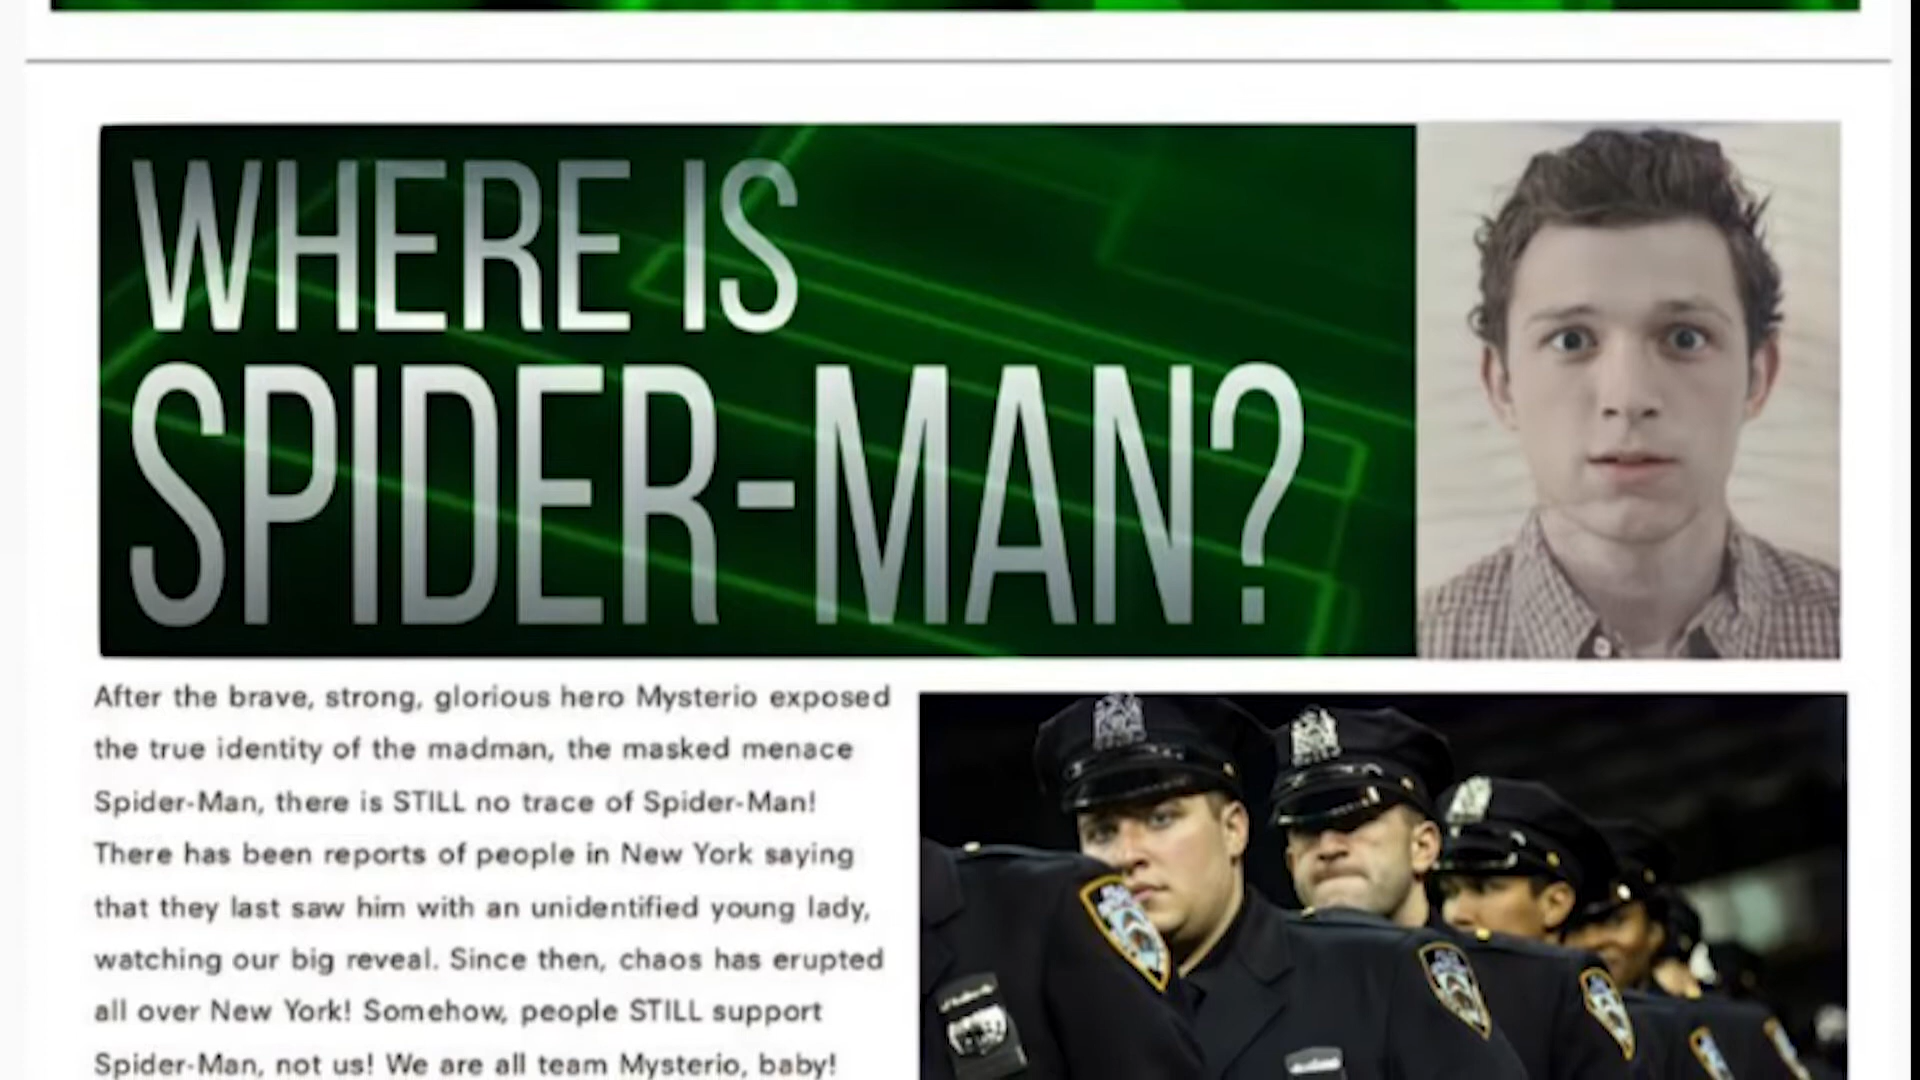 WHERE IS
SPIDER-MAN?
After the brave, strong, glorious hero Mysterio exposed
the true identity of the madman, the masked menace
Spider-Man, there is STILL no trace of Spider-Man!
There has been reports of people in New York saying
that they last saw him with an unidentified young lady,
watching our big reveal. Since then, chaos has erupted
all over New York! Somehow, people STILL support
Spider-Man, not us! We are all team Mysterio, baby!